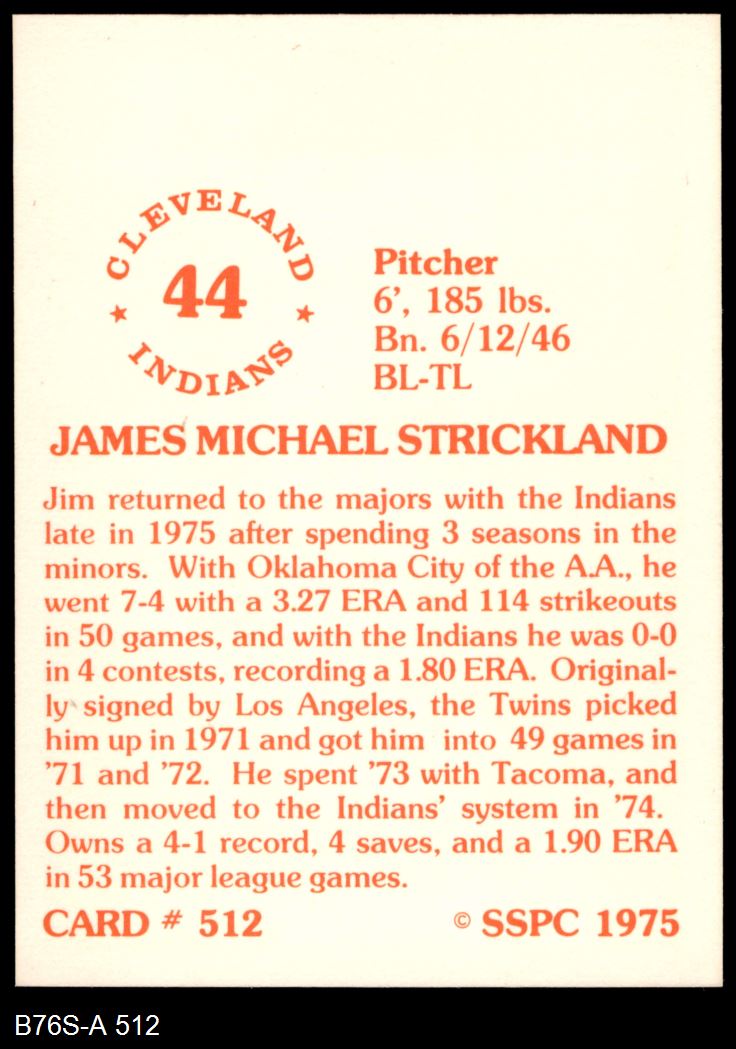 CLEVELAND
★ 44 ★
INDIANS
Pitcher
6', 185 lbs.
Bn. 6/12/46
BL-TL
JAMES MICHAEL STRICKLAND
Jim returned to the majors with the Indians
late in 1975 after spending 3 seasons in the
minors. With Oklahoma City of the A.A., he
went 7-4 with a 3.27 ERA and 114 strikeouts
in 50 games, and with the Indians he was 0-0
in 4 contests, recording a 1.80 ERA. Original-
ly signed by Los Angeles, the Twins picked
him up in 1971 and got him into 49 games in
'71 and '72. He spent '73 with Tacoma, and
then moved to the Indians' system in '74.
Owns a 4-1 record, 4 saves, and a 1.90 ERA
in 53 major league games.
CARD # 512 © SSPC 1975
B76S-A 512